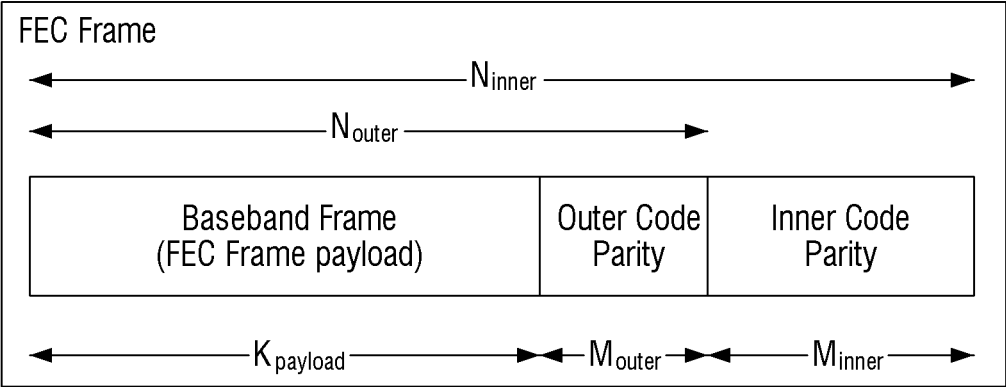 FEC Frame
Ninner
Nouter
Baseband Frame
(FEC Frame payload)
Outer Code
Parity
Inner Code
Parity
Kpayload
Mouter
Minner